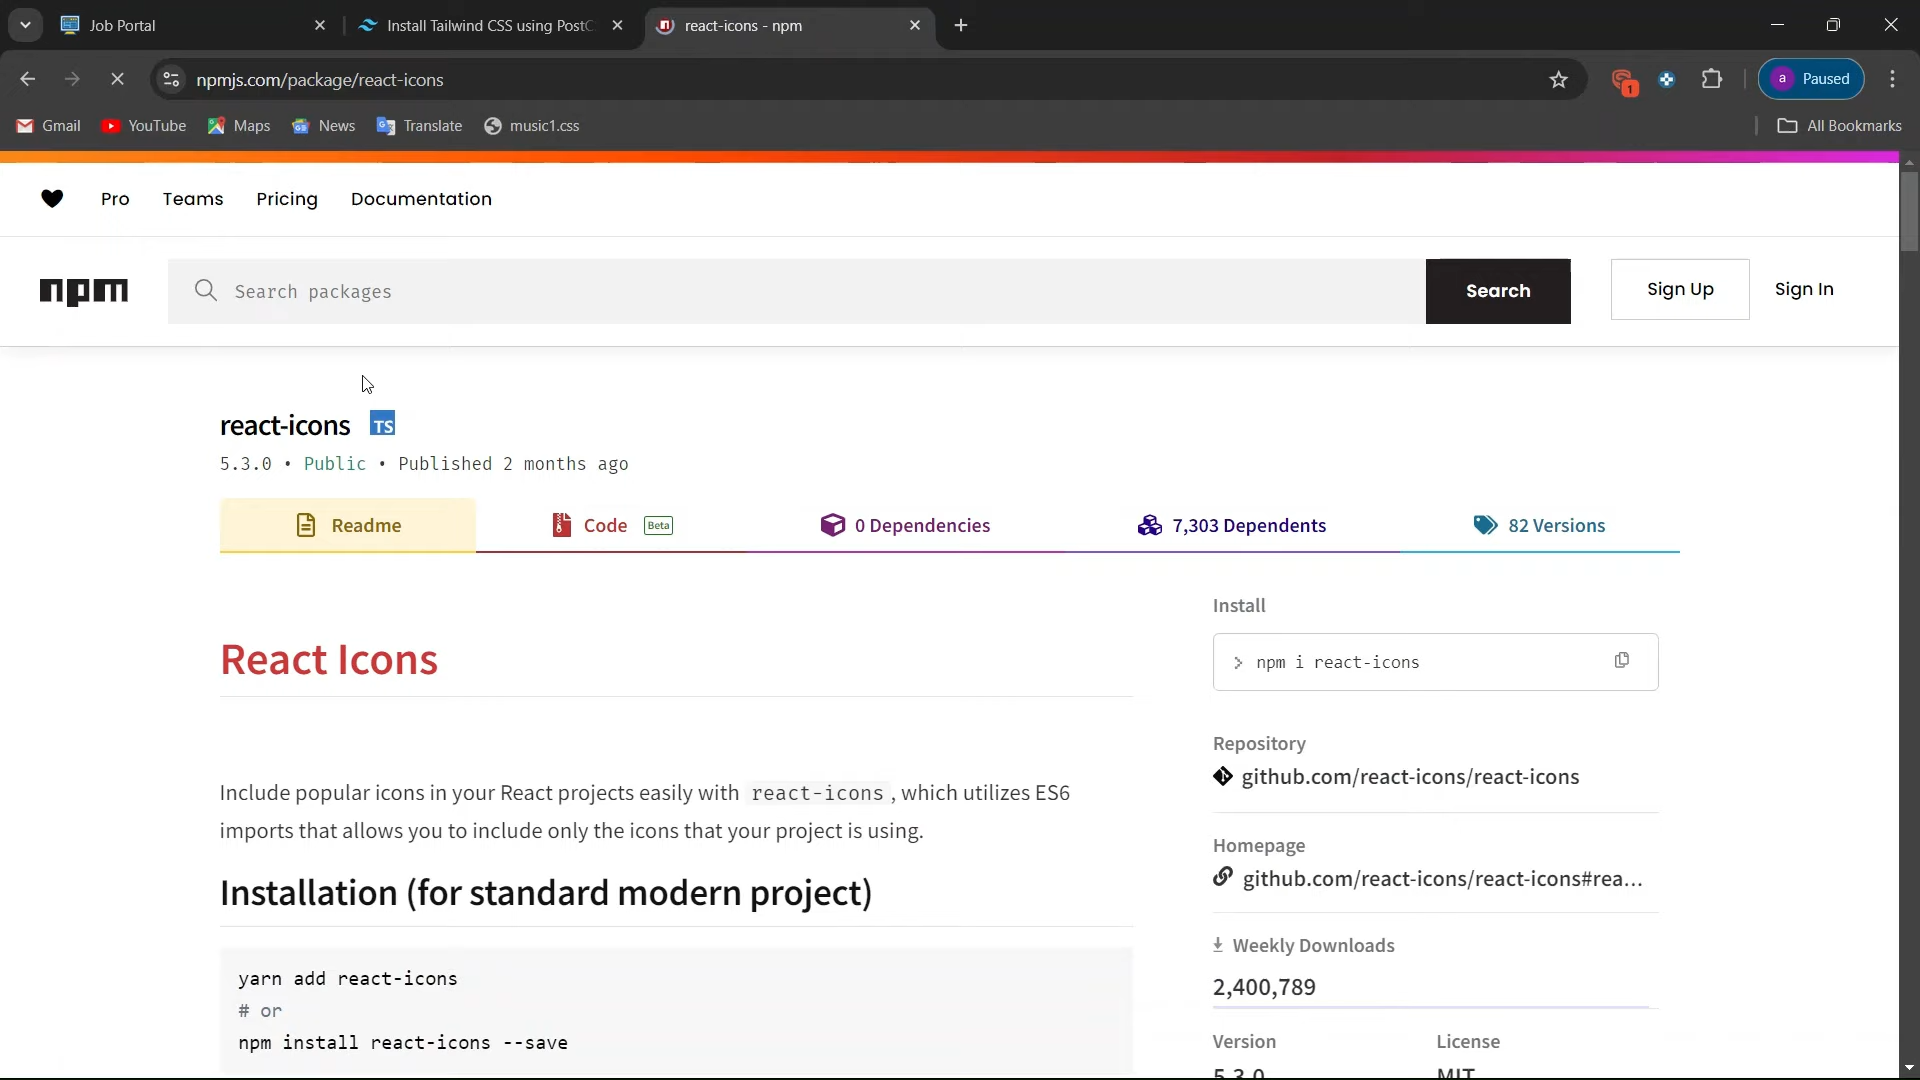 Job Portal
Install Tailwind CSS using PostC
react-icons - npm
npmjs.com/package/react-icons
1
a
Paused
Gmail
YouTube
Maps
News
Translate
music1.css
All Bookmarks
Pro
Teams
Pricing
Documentation
npm
Search packages
Search
Sign Up
Sign In
react-icons TS
5.3.0 • Public • Published 2 months ago
Readme
Code Beta
0 Dependencies
7,303 Dependents
82 Versions
React Icons
Include popular icons in your React projects easily with react-icons, which utilizes ES6
imports that allows you to include only the icons that your project is using.
Installation (for standard modern project)
yarn add react-icons
# or
npm install react-icons --save
Install
> npm i react-icons
Repository
github.com/react-icons/react-icons
Homepage
github.com/react-icons/react-icons#rea...
Weekly Downloads
2,400,789
Version
License
5.3.0
MIT